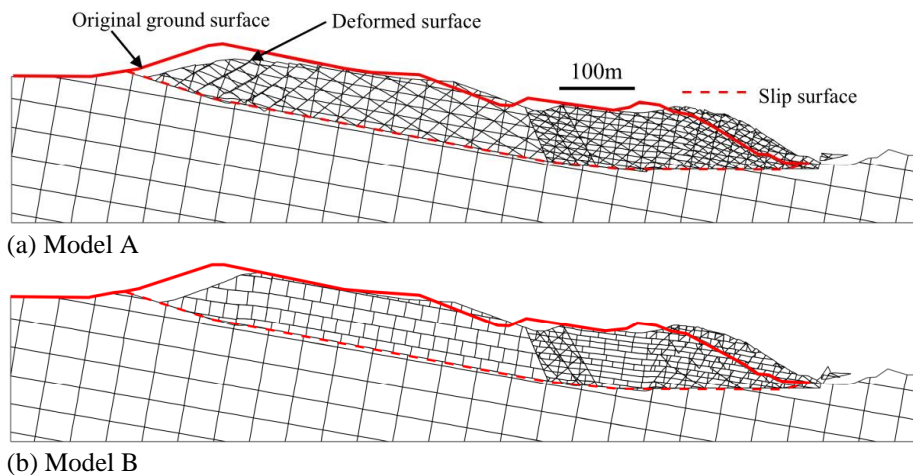 Original ground surface
Deformed surface
100m
Slip surface
(a) Model A
(b) Model B